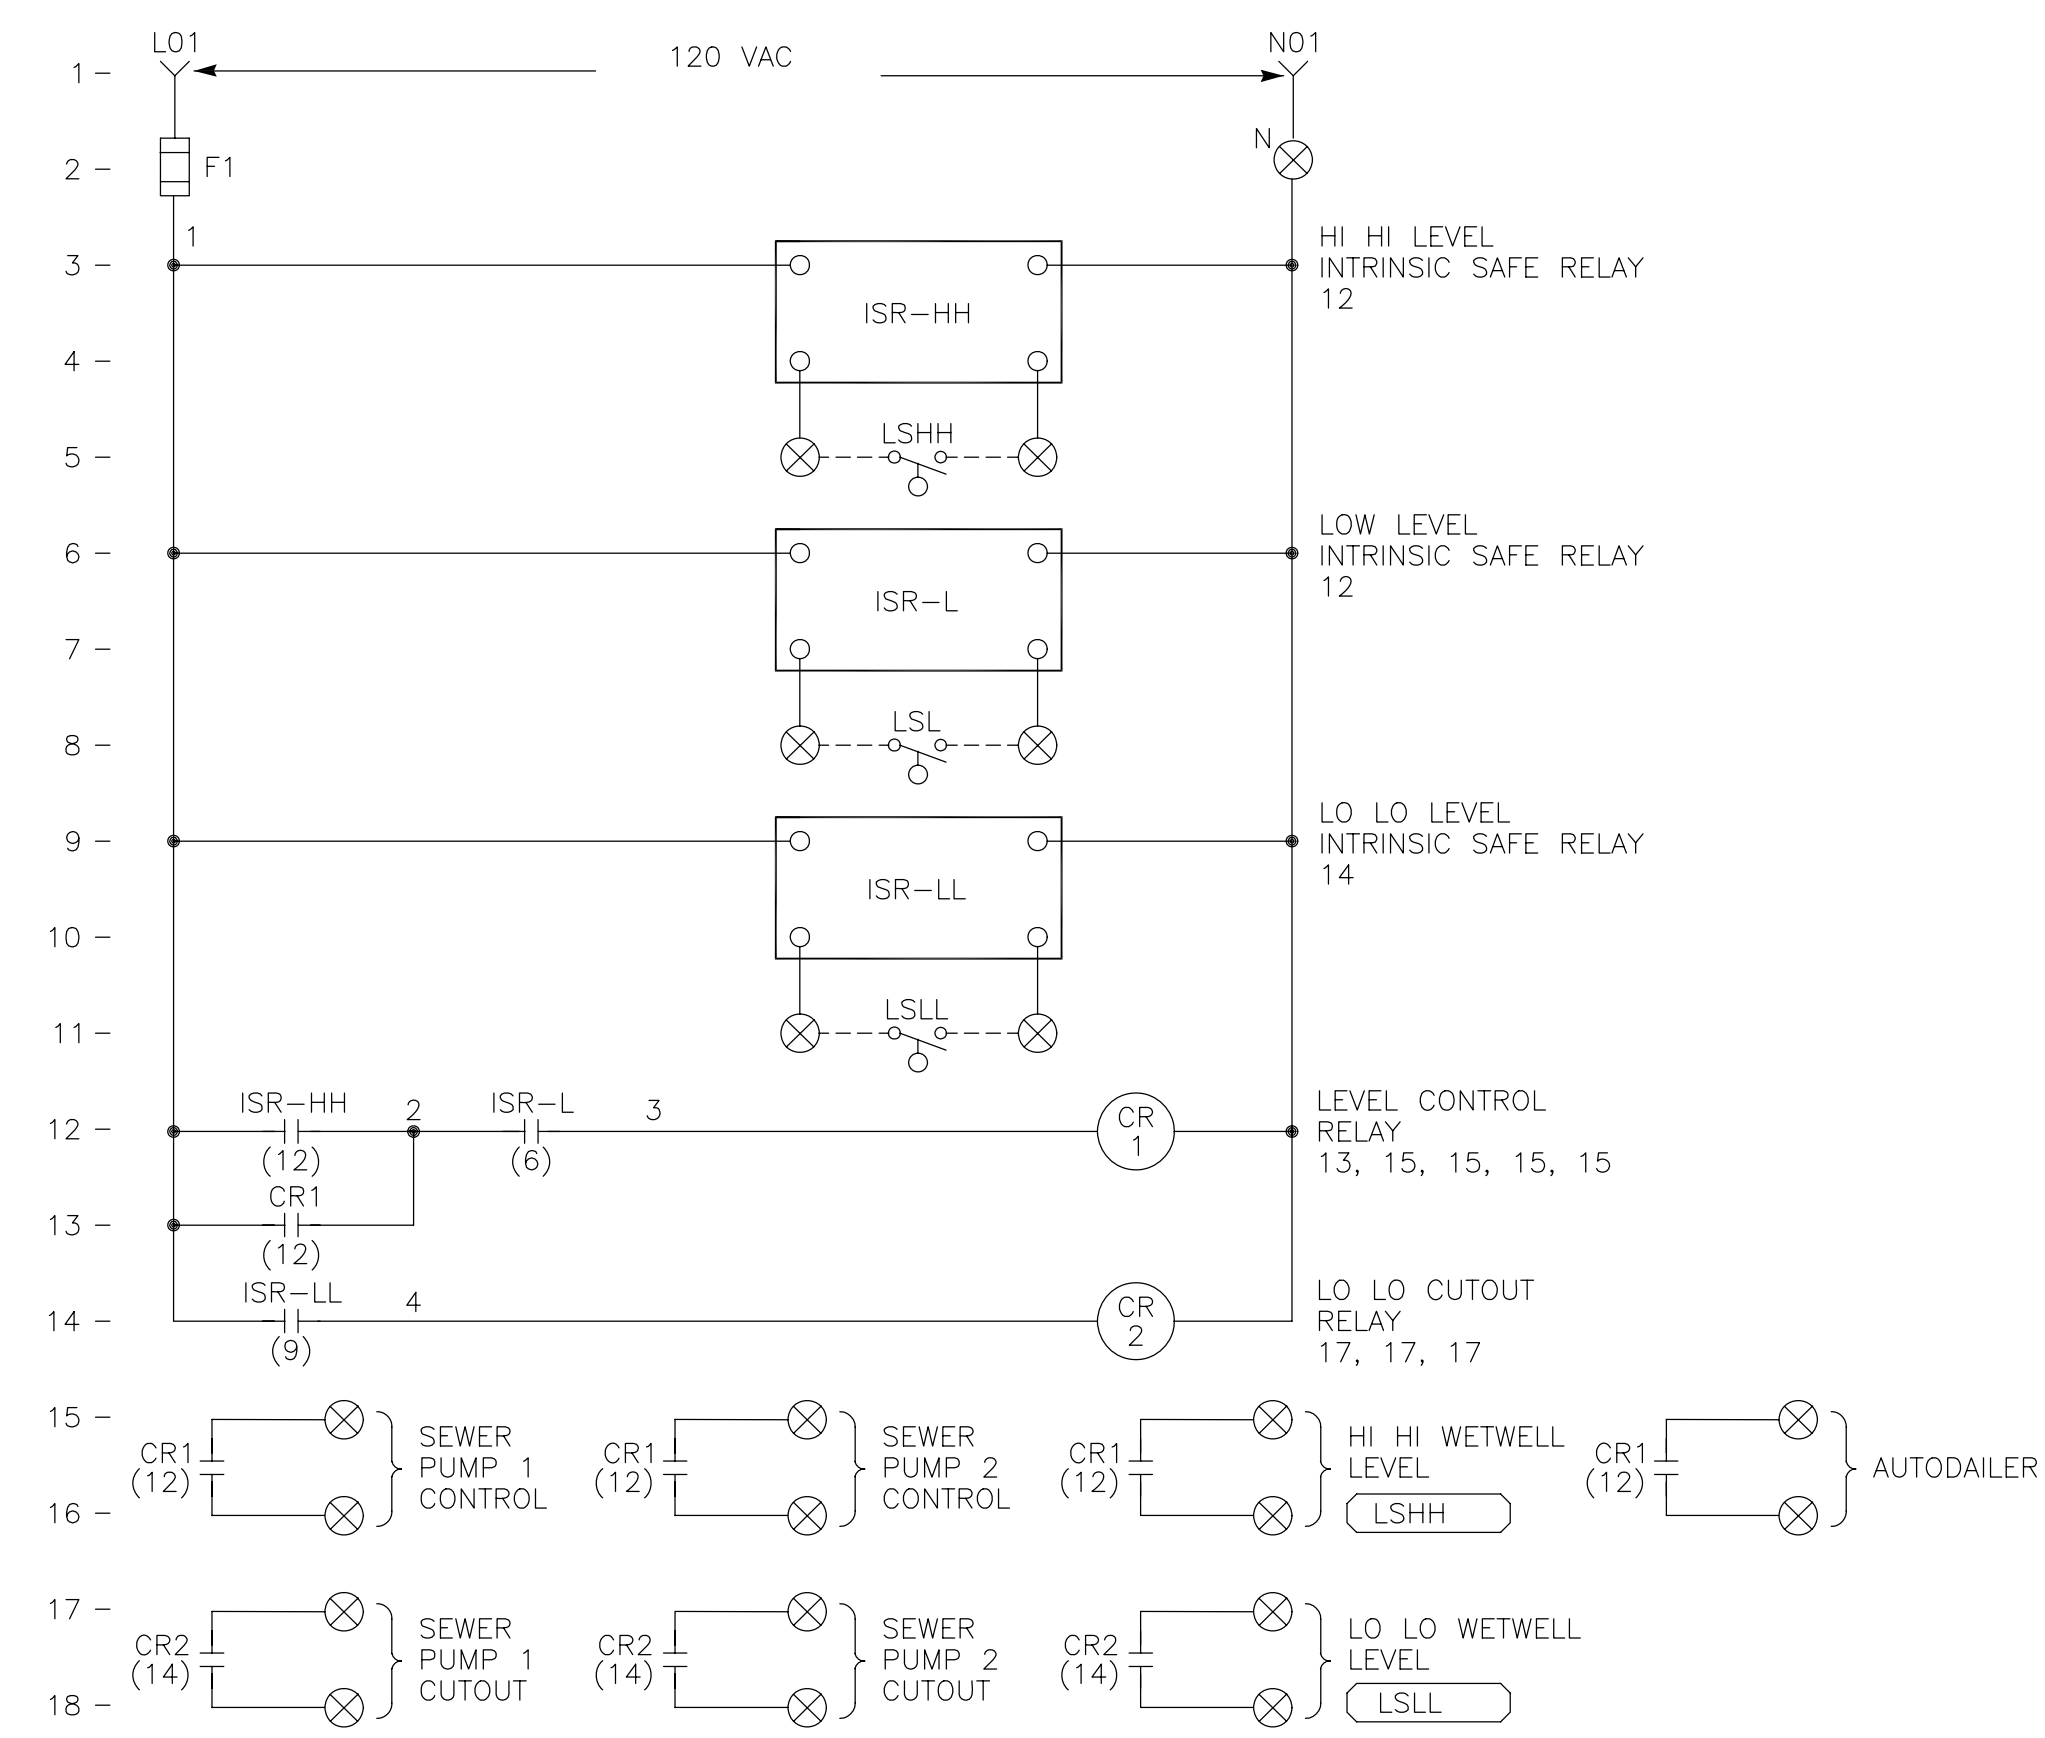 L01
120 VAC
N01
1 –
N
2 –
F1
1
HI HI LEVEL
3 –
INTRINSIC SAFE RELAY
12
ISR–HH
4 –
LSHH
5 –
LOW LEVEL
6 –
INTRINSIC SAFE RELAY
12
ISR–L
7 –
LSL
8 –
LO LO LEVEL
9 –
INTRINSIC SAFE RELAY
14
ISR–LL
10 –
LSLL
11 –
ISR–HH
2
ISR–L
3
CR
1
LEVEL CONTROL
12 –
RELAY
(12)
(6)
13, 15, 15, 15, 15
CR1
13 –
(12)
ISR–LL
4
CR
2
LO LO CUTOUT
14 –
RELAY
(9)
17, 17, 17
15 –
CR1
(12)
SEWER
PUMP 1
CONTROL
CR1
(12)
SEWER
PUMP 2
CONTROL
CR1
(12)
HI HI WETWELL
LEVEL
LSHH
CR1
(12)
AUTODAILER
16 –
17 –
CR2
(14)
SEWER
PUMP 1
CUTOUT
CR2
(14)
SEWER
PUMP 2
CUTOUT
CR2
(14)
LO LO WETWELL
LEVEL
LSLL
18 –